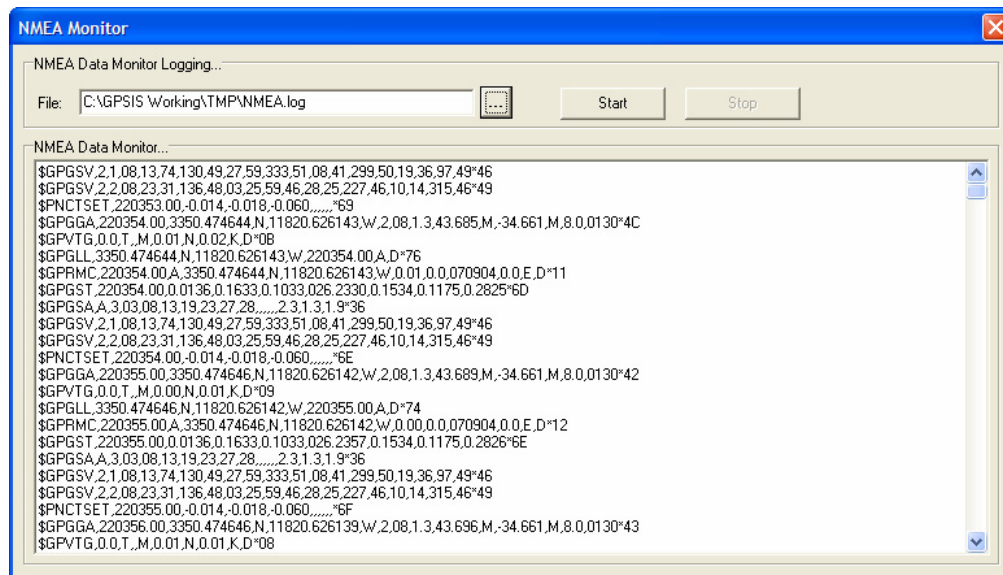 NMEA Monitor
NMEA Data Monitor Logging...
File: C:\GPSIS Working\TMP\NMEA.log ... Start Stop
NMEA Data Monitor...
$GPGSV,2,1,08,13,74,130,49,27,59,333,51,08,41,299,50,19,36,97,49*46
$GPGSV,2,2,08,23,31,136,48,03,25,59,46,28,25,227,46,10,14,315,46*49
$PNCTSET,220353.00,-0.014,-0.018,-0.060,,,,,,*69
$GPGGA,220354.00,3350.474644,N,11820.626143,W,2,08,1.3,43.685,M,-34.661,M,8.0,0130*4C
$GPVTG,0.0,T,,M,0.01,N,0.02,K,D*0B
$GPGLL,3350.474644,N,11820.626143,W,220354.00,A,D*76
$GPRMC,220354.00,A,3350.474644,N,11820.626143,W,0.01,0.0,070904,0.0,E,D*11
$GPGST,220354.00,0.0136,0.1633,0.1033,026.2330,0.1534,0.1175,0.2825*6D
$GPGSA,A,3,03,08,13,19,23,27,28,,,,,,2.3,1.3,1.9*36
$GPGSV,2,1,08,13,74,130,49,27,59,333,51,08,41,299,50,19,36,97,49*46
$GPGSV,2,2,08,23,31,136,48,03,25,59,46,28,25,227,46,10,14,315,46*49
$PNCTSET,220354.00,-0.014,-0.018,-0.060,,,,,,*6E
$GPGGA,220355.00,3350.474646,N,11820.626142,W,2,08,1.3,43.689,M,-34.661,M,8.0,0130*42
$GPVTG,0.0,T,,M,0.00,N,0.01,K,D*09
$GPGLL,3350.474646,N,11820.626142,W,220355.00,A,D*74
$GPRMC,220355.00,A,3350.474646,N,11820.626142,W,0.00,0.0,070904,0.0,E,D*12
$GPGST,220355.00,0.0136,0.1633,0.1033,026.2357,0.1534,0.1175,0.2826*6E
$GPGSA,A,3,03,08,13,19,23,27,28,,,,,,2.3,1.3,1.9*36
$GPGSV,2,1,08,13,74,130,49,27,59,333,51,08,41,299,50,19,36,97,49*46
$GPGSV,2,2,08,23,31,136,48,03,25,59,46,28,25,227,46,10,14,315,46*49
$PNCTSET,220355.00,-0.014,-0.018,-0.060,,,,,,*6F
$GPGGA,220356.00,3350.474646,N,11820.626139,W,2,08,1.3,43.696,M,-34.661,M,8.0,0130*43
$GPVTG,0.0,T,,M,0.01,N,0.01,K,D*08